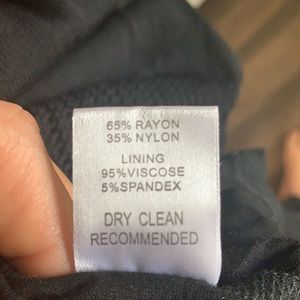 65% RAYON
35% NYLON
LINING
95%VISCOSE
5%SPANDEX
DRY CLEAN
RECOMMENDED